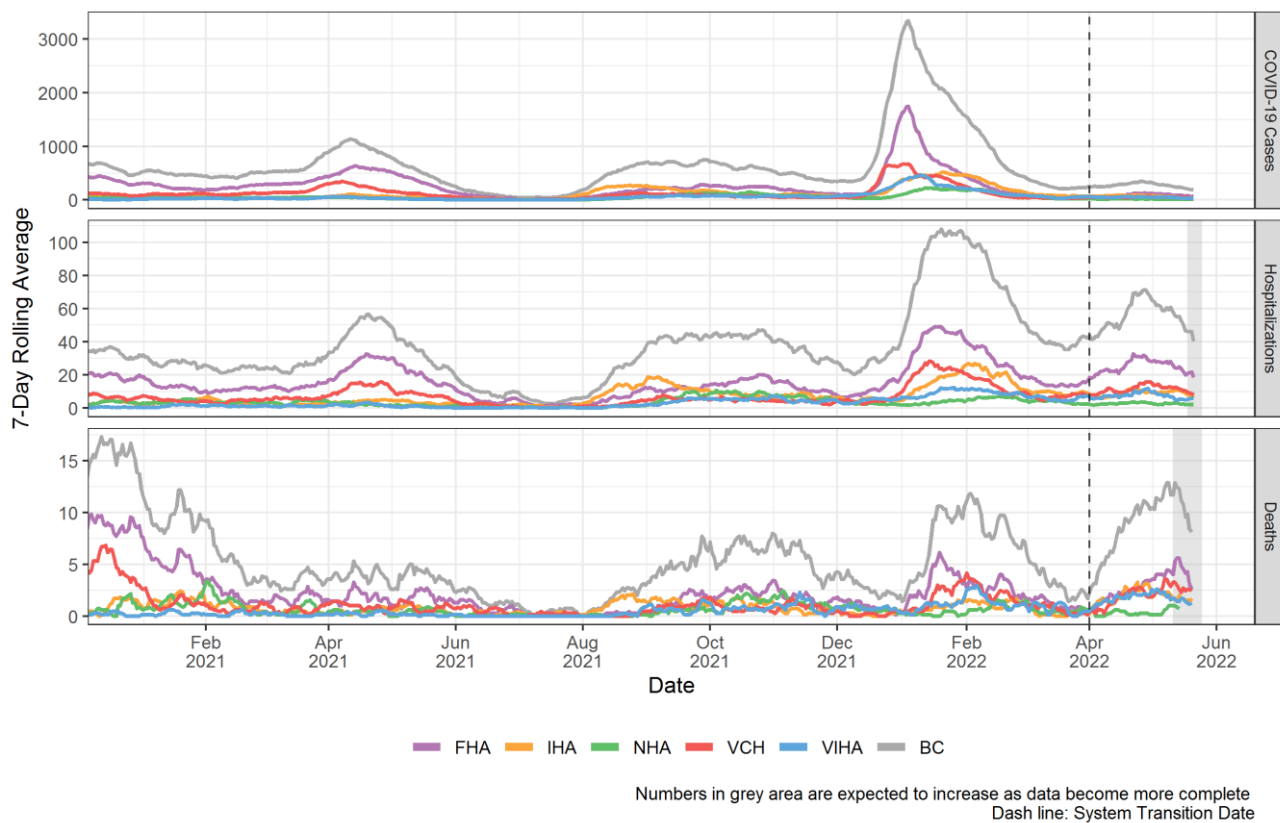 7-Day Rolling Average
3000
2000
1000
0
COVID-19 Cases
100
80
60
40
20
0
Hospitalizations
15
10
5
0
Deaths
Feb
2021
Apr
2021
Jun
2021
Aug
2021
Oct
2021
Dec
2021
Feb
2022
Apr
2022
Jun
2022
Date
FHA IHA NHA VCH VIHA BC
Numbers in grey area are expected to increase as data become more complete
Dash line: System Transition Date